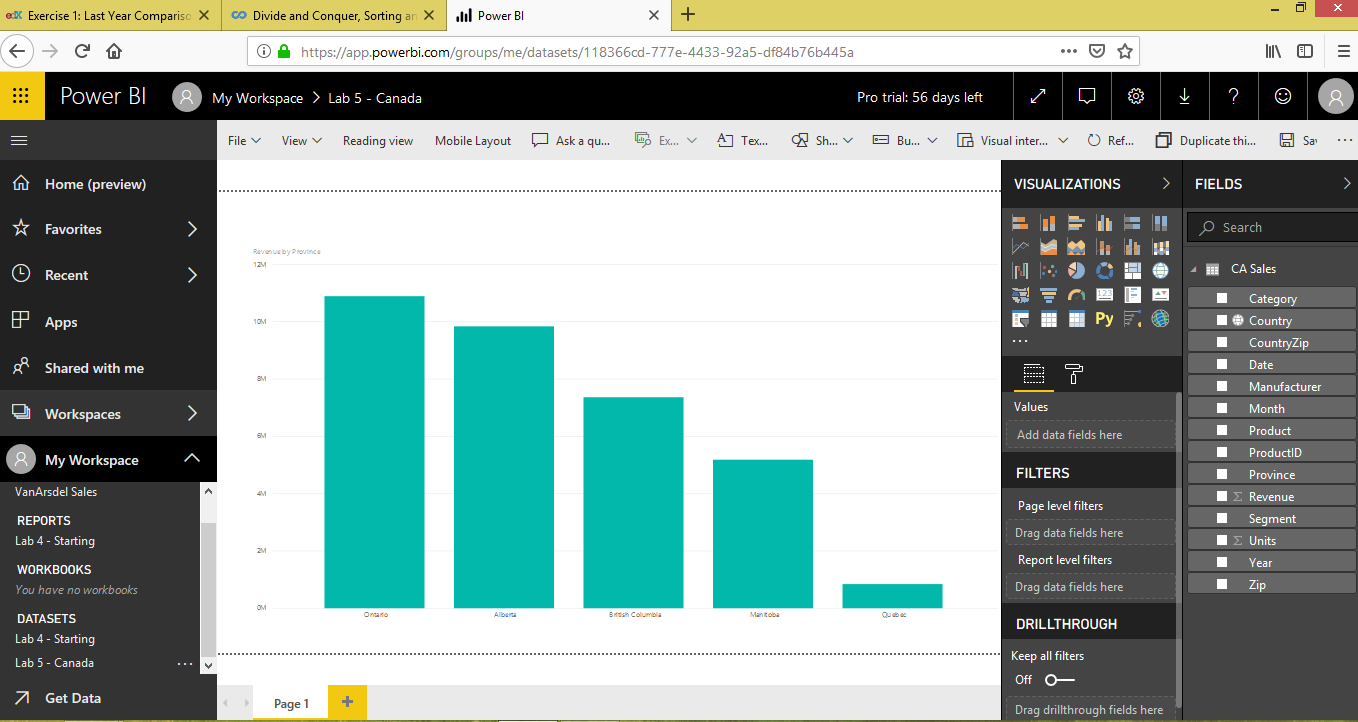 edX Exercise 1: Last Year Compariso
Divide and Conquer, Sorting an
Power BI
https://app.powerbi.com/groups/me/datasets/118366cd-777e-4433-92a5-df84b76b445a
Power BI
My Workspace > Lab 5 - Canada
Pro trial: 56 days left
File
View
Reading view
Mobile Layout
Ask a qu...
Ex...
Tex...
Sh...
Bu...
Visual inter...
Ref...
Duplicate thi...
Sav
Home (preview)
Favorites
Recent
Apps
Shared with me
Workspaces
My Workspace
VanArsdel Sales
REPORTS
Lab 4 - Starting
WORKBOOKS
You have no workbooks
DATASETS
Lab 4 - Starting
Lab 5 - Canada
Get Data
Revenue by Province
12M
10M
8M
6M
4M
2M
0M
Ontario
Alberta
British Columbia
Manitoba
Quebec
Page 1
VISUALIZATIONS
123
Py
Values
Add data fields here
FILTERS
Page level filters
Drag data fields here
Report level filters
Drag data fields here
DRILLTHROUGH
Keep all filters
Off
Drag drillthrough fields here
FIELDS
Search
CA Sales
Category
Country
CountryZip
Date
Manufacturer
Month
Product
ProductID
Province
Σ Revenue
Segment
Σ Units
Year
Zip